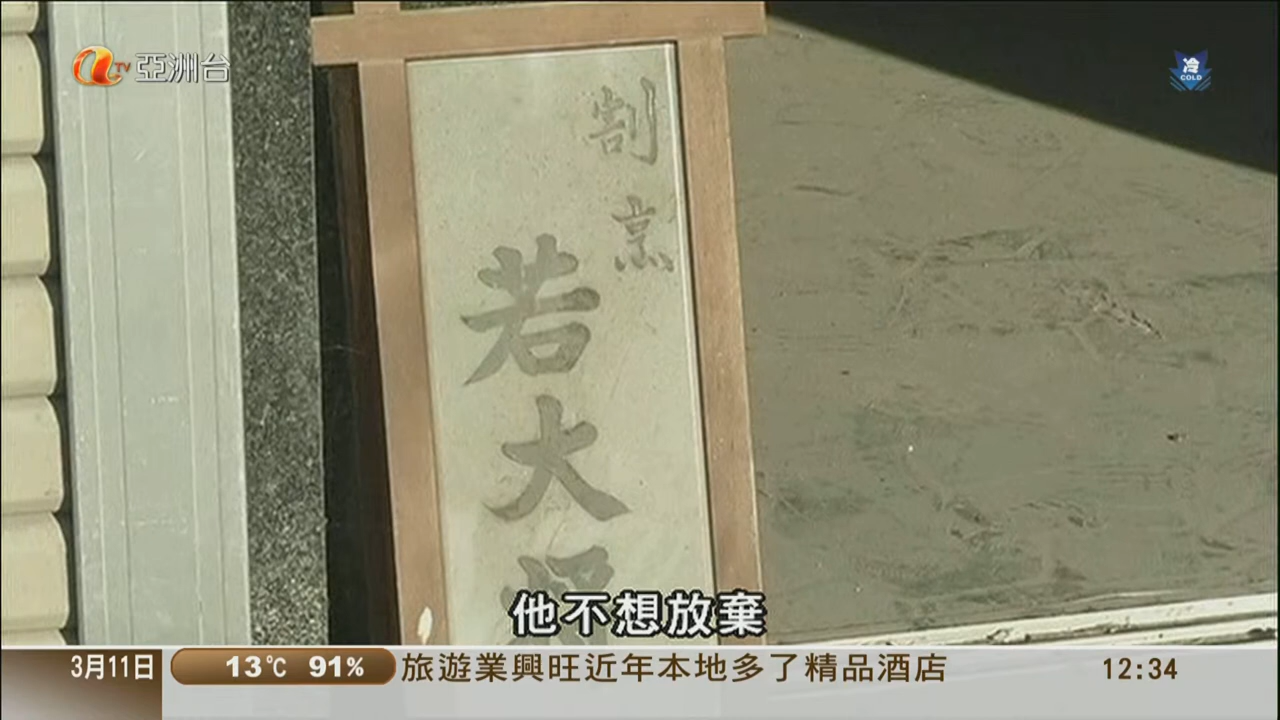 aTV 亞洲台
冷
COLD
割烹
若大
他不想放棄
3月11日 13℃ 91% 旅遊業興旺近年本地多了精品酒店 12:34